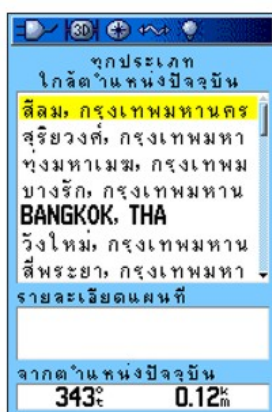 3D
ทุกประเภท
ใกล้ตำแหน่งปัจจุบัน
สีลม, กรุงเทพมหานคร
สุริยวงศ์, กรุงเทพมหา
ทุ่งมหาเมฆ, กรุงเทพม
บางรัก, กรุงเทพมหาน
BANGKOK, THA
วังใหม่, กรุงเทพมหาน
สี่พระยา, กรุงเทพมหา
รายละเอียดแผนที่
จากตำแหน่งปัจจุบัน
343°t 0.12km